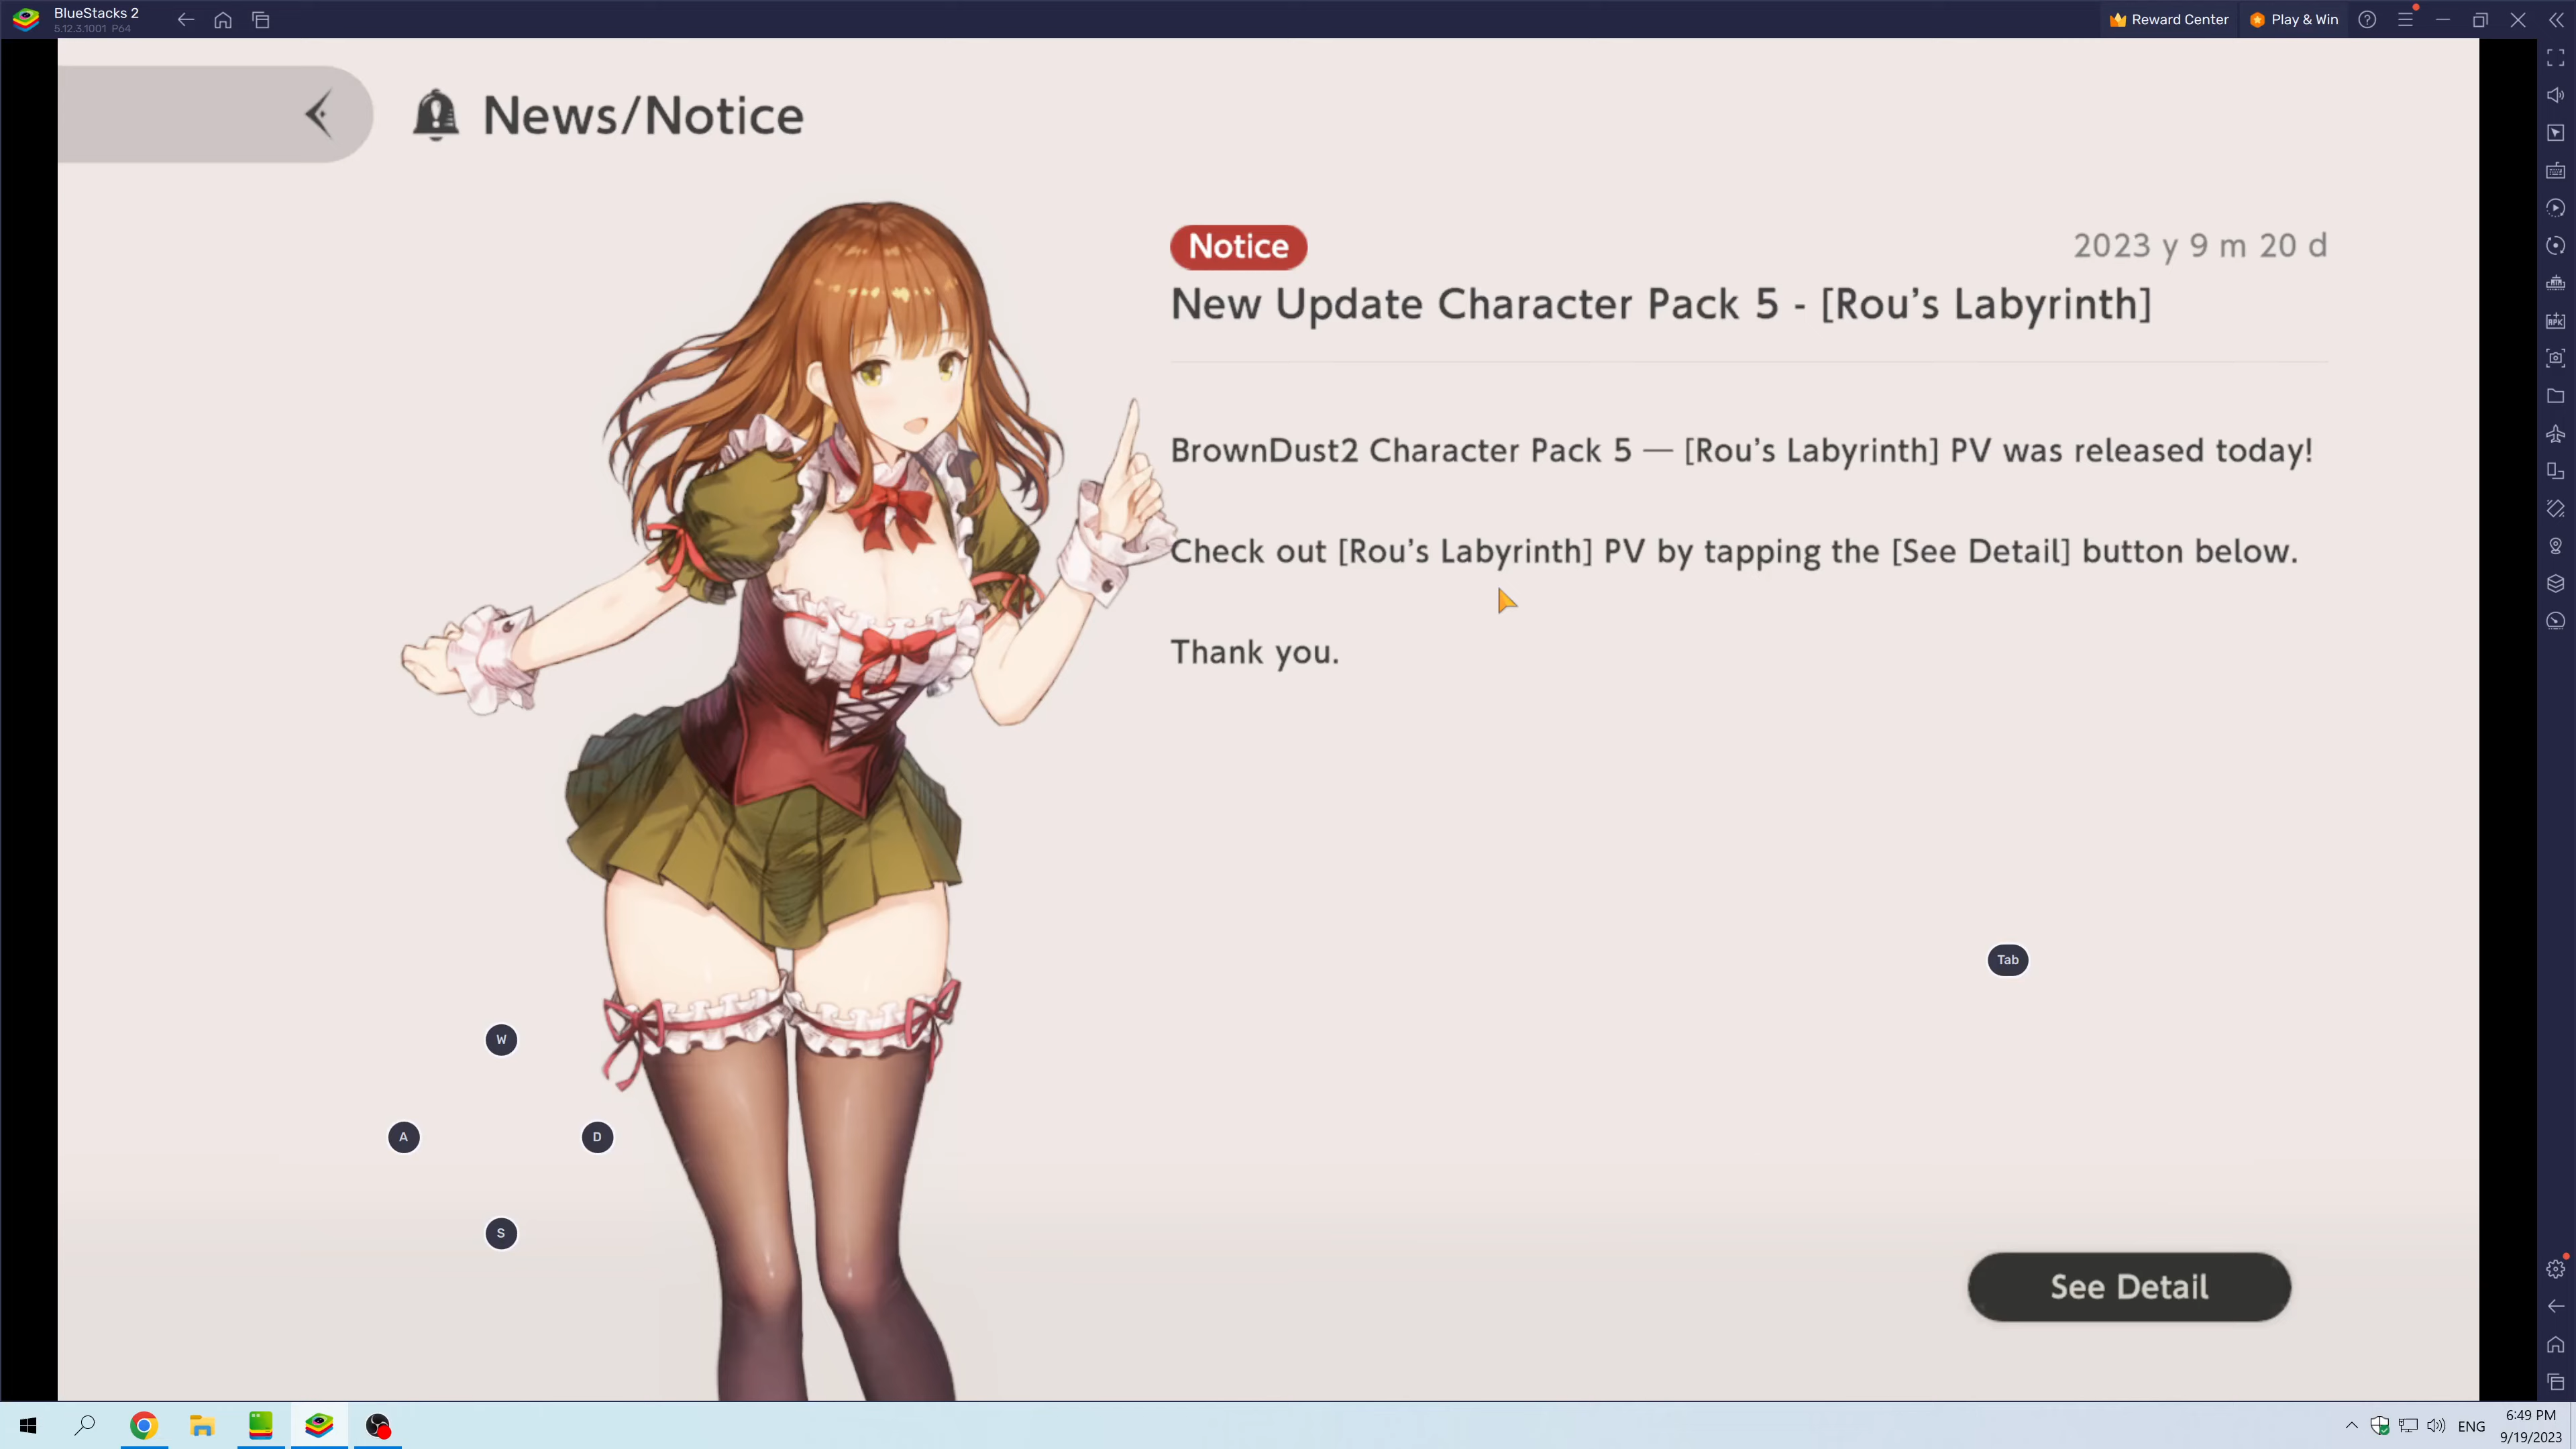 BlueStacks 2
5.12.3.1001 P64
Reward Center
Play & Win
News/Notice
Notice
2023 y 9 m 20 d
New Update Character Pack 5 - [Rou's Labyrinth]
BrownDust2 Character Pack 5 — [Rou's Labyrinth] PV was released today!
Check out [Rou's Labyrinth] PV by tapping the [See Detail] button below.
Thank you.
Tab
W
A
D
S
See Detail
ENG
6:49 PM
9/19/2023